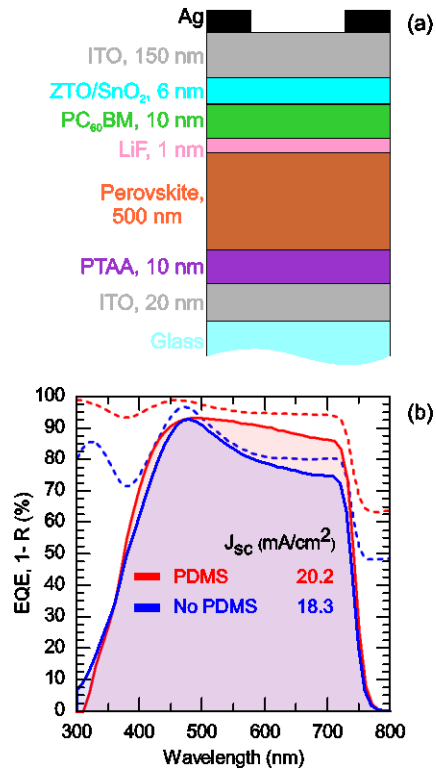 Ag
(a)
ITO, 150 nm
ZTO/SnO₂, 6 nm
PC₆₀BM, 10 nm
LiF, 1 nm
Perovskite,
500 nm
PTAA, 10 nm
ITO, 20 nm
Glass
(b)
100
90
80
70
60
50
40
30
20
10
0
EQE, 1- R (%)
J_SC (mA/cm²)
PDMS 20.2
No PDMS 18.3
300 400 500 600 700 800
Wavelength (nm)